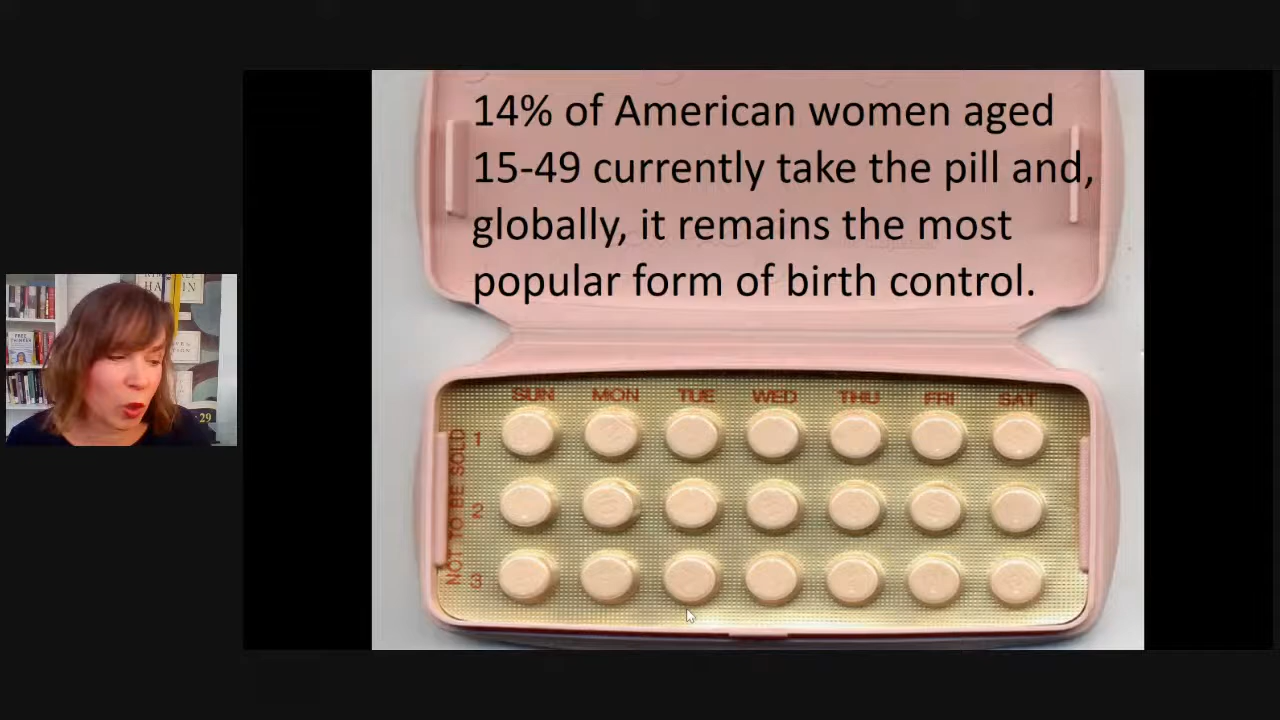 14% of American women aged
15-49 currently take the pill and,
globally, it remains the most
popular form of birth control.
SUN MON TUE WED THU FRI SAT
1
2
3
NOT TO BE SOLD
29